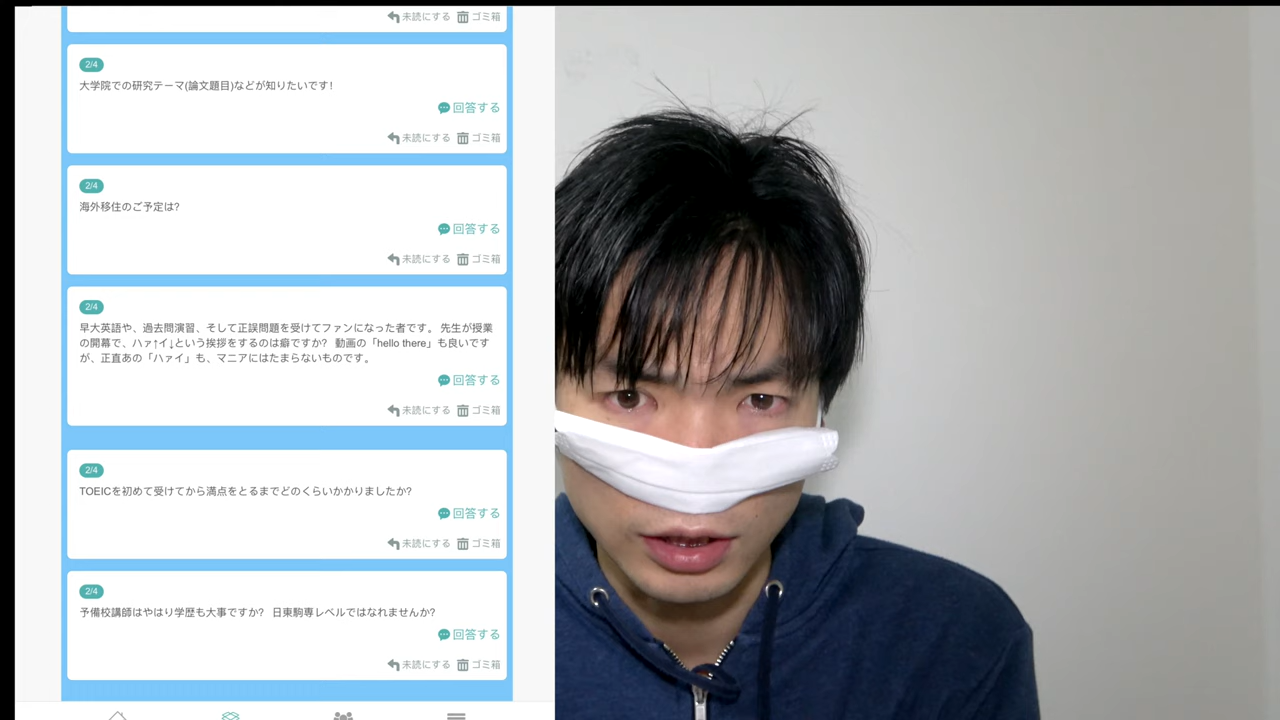 未読にする ゴミ箱
2/4
大学院での研究テーマ(論文題目)などが知りたいです!
回答する
未読にする ゴミ箱
2/4
海外移住のご予定は?
回答する
未読にする ゴミ箱
2/4
早大英語や、過去問演習、そして正誤問題を受けてファンになった者です。 先生が授業
の開幕で、ハァ↑イ↓という挨拶をするのは癖ですか? 動画の「hello there」も良いです
が、正直あの「ハァイ」も、マニアにはたまらないものです。
回答する
未読にする ゴミ箱
2/4
TOEICを初めて受けてから満点をとるまでどのくらいかかりましたか?
回答する
未読にする ゴミ箱
2/4
予備校講師はやはり学歴も大事ですか? 日東駒専レベルではなれませんか?
回答する
未読にする ゴミ箱